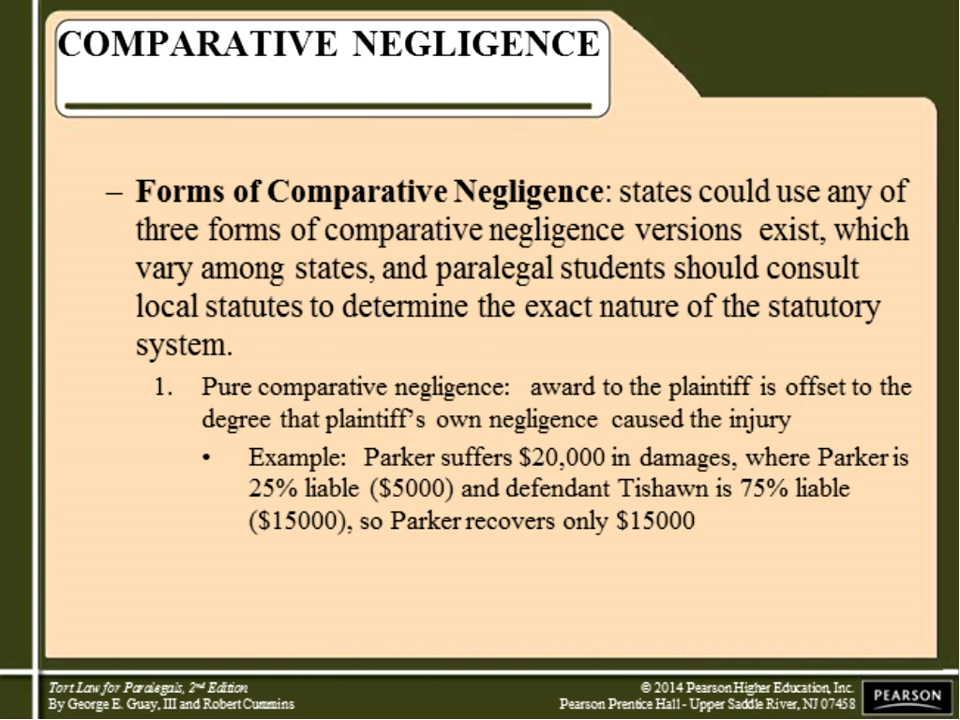 COMPARATIVE NEGLIGENCE
– Forms of Comparative Negligence: states could use any of
three forms of comparative negligence versions exist, which
vary among states, and paralegal students should consult
local statutes to determine the exact nature of the statutory
system.
1. Pure comparative negligence: award to the plaintiff is offset to the
degree that plaintiff's own negligence caused the injury
• Example: Parker suffers $20,000 in damages, where Parker is
25% liable ($5000) and defendant Tishawn is 75% liable
($15000), so Parker recovers only $15000
Tort Law for Paralegals, 2nd Edition
By George E. Guay, III and Robert Cummins
© 2014 Pearson Higher Education, Inc.
Pearson Prentice Hall - Upper Saddle River, NJ 07458
PEARSON